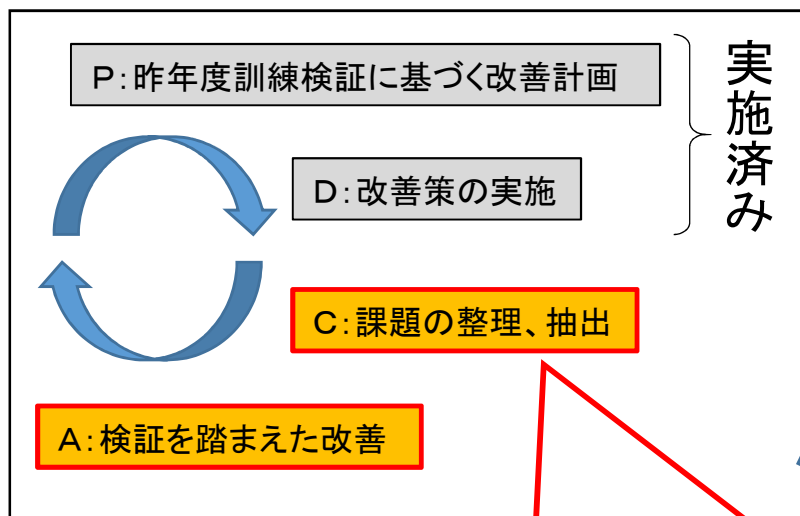 P:昨年度訓練検証に基づく改善計画
D:改善策の実施
実施済み
C:課題の整理、抽出
A:検証を踏まえた改善